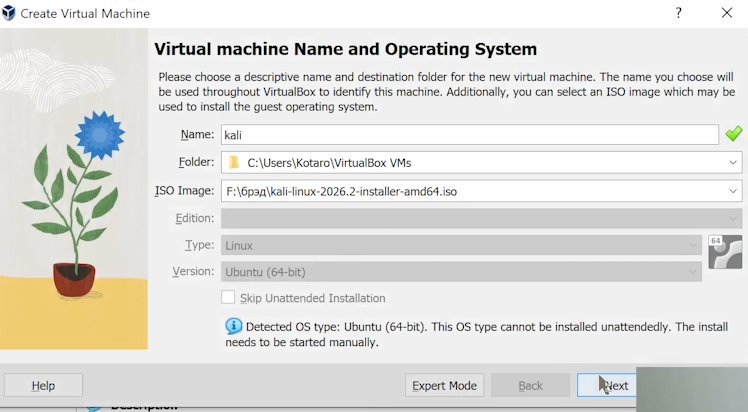 Create Virtual Machine
?
Virtual machine Name and Operating System
Please choose a descriptive name and destination folder for the new virtual machine. The name you choose will
be used throughout VirtualBox to identify this machine. Additionally, you can select an ISO image which may be
used to install the guest operating system.
Name: kali
Folder: C:\Users\Kotaro\VirtualBox VMs
ISO Image: F:\брэд\kali-linux-2026.2-installer-amd64.iso
Edition:
Type: Linux
64
Version: Ubuntu (64-bit)
Skip Unattended Installation
Detected OS type: Ubuntu (64-bit). This OS type cannot be installed unattendedly. The install
needs to be started manually.
Help
Expert Mode
Back
Next
Description